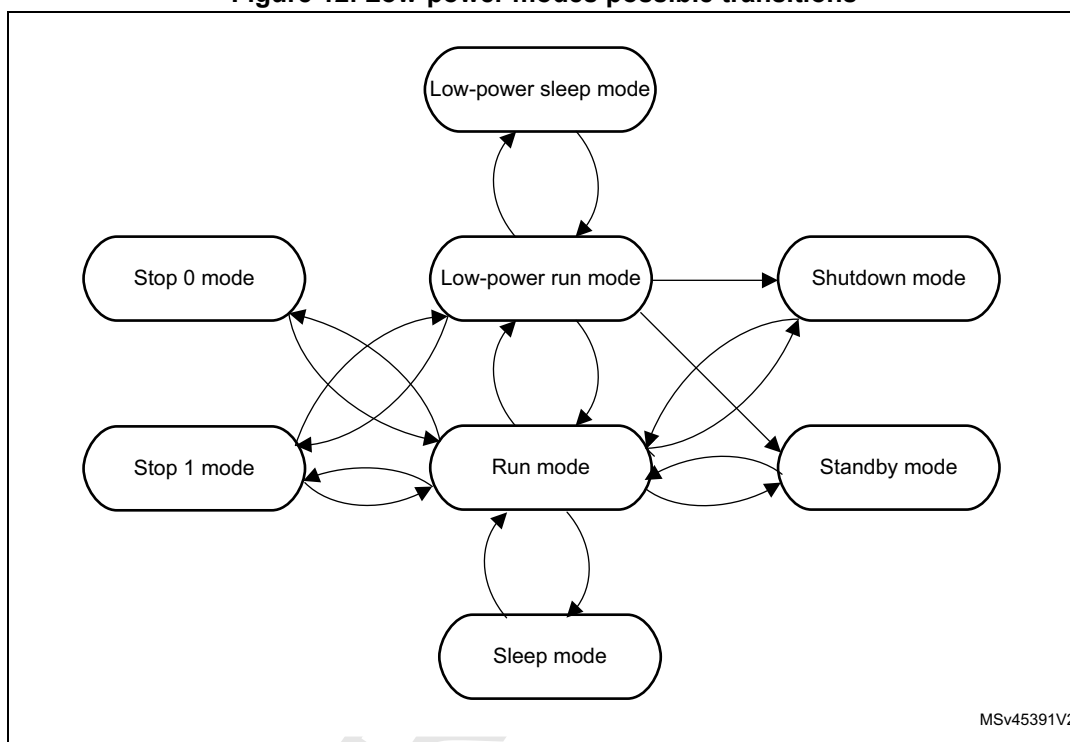 Figure 12. Low-power modes possible transitions
Low-power sleep mode
Stop 0 mode
Low-power run mode
Shutdown mode
Stop 1 mode
Run mode
Standby mode
Sleep mode
MSv45391V2